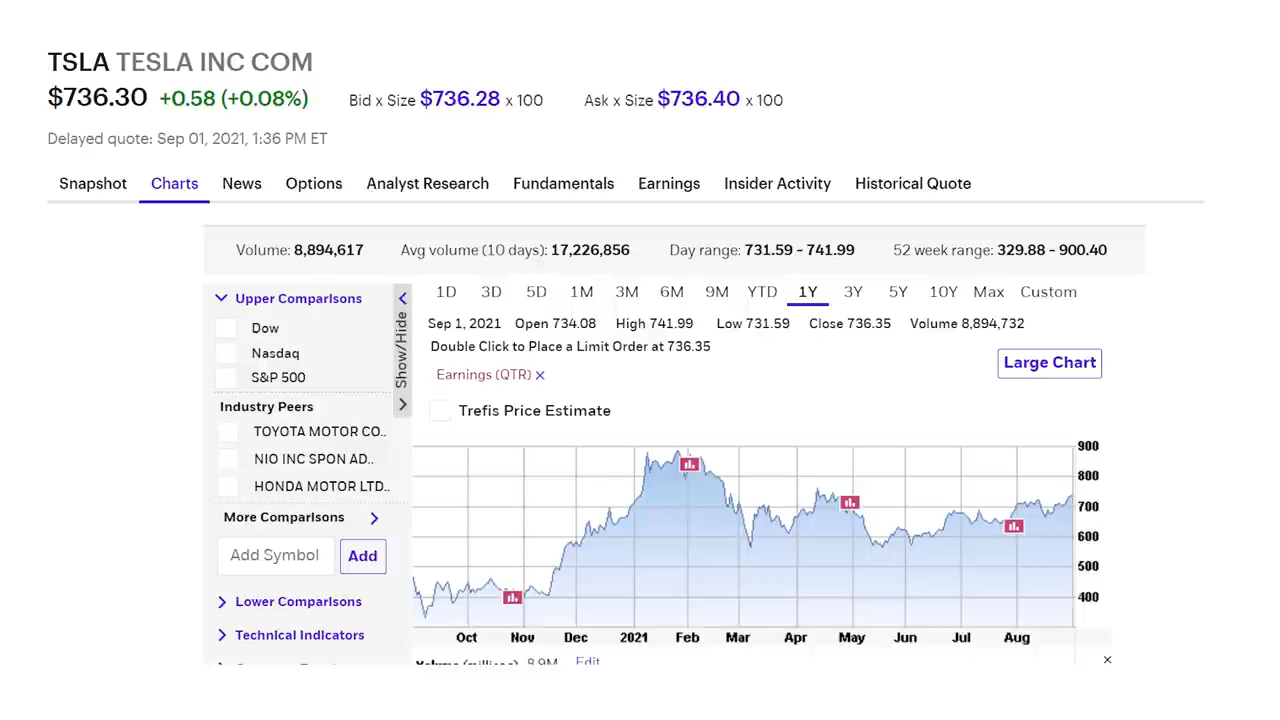 TSLA TESLA INC COM
$736.30 +0.58 (+0.08%) Bid x Size $736.28 x 100 Ask x Size $736.40 x 100
Delayed quote: Sep 01, 2021, 1:36 PM ET
Snapshot Charts News Options Analyst Research Fundamentals Earnings Insider Activity Historical Quote
Volume: 8,894,617 Avg volume (10 days): 17,226,856 Day range: 731.59 - 741.99 52 week range: 329.88 - 900.40
Upper Comparisons
Dow
Nasdaq
S&P 500
Industry Peers
TOYOTA MOTOR CO..
NIO INC SPON AD..
HONDA MOTOR LTD..
More Comparisons
Add Symbol Add
Lower Comparisons
Technical Indicators
Show/Hide
1D 3D 5D 1M 3M 6M 9M YTD 1Y 3Y 5Y 10Y Max Custom
Sep 1, 2021 Open 734.08 High 741.99 Low 731.59 Close 736.35 Volume 8,894,732
Double Click to Place a Limit Order at 736.35
Large Chart
Earnings (QTR) ×
Trefis Price Estimate
900
800
700
600
500
400
Oct Nov Dec 2021 Feb Mar Apr May Jun Jul Aug
Volume (millions) 8.9M Edit
×